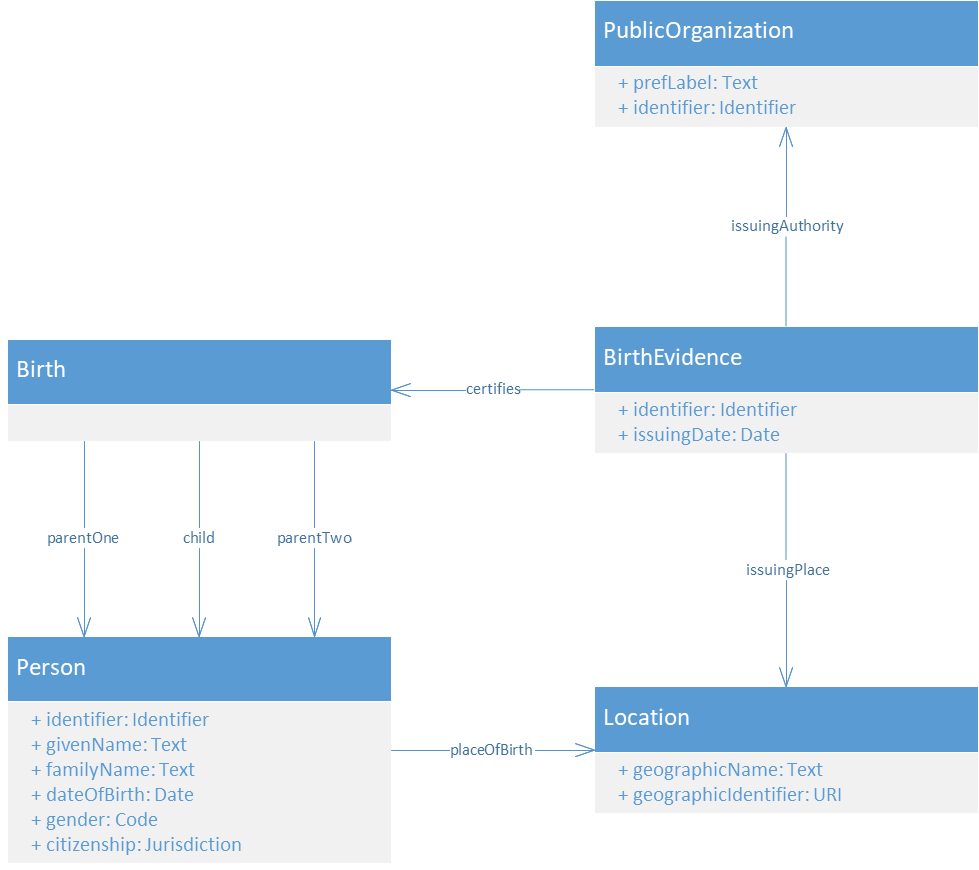 PublicOrganization
+ prefLabel: Text
+ identifier: Identifier
issuingAuthority
Birth
certifies
BirthEvidence
+ identifier: Identifier
+ issuingDate: Date
parentOne
child
parentTwo
issuingPlace
Person
+ identifier: Identifier
+ givenName: Text
+ familyName: Text
+ dateOfBirth: Date
+ gender: Code
+ citizenship: Jurisdiction
placeOfBirth
Location
+ geographicName: Text
+ geographicIdentifier: URI